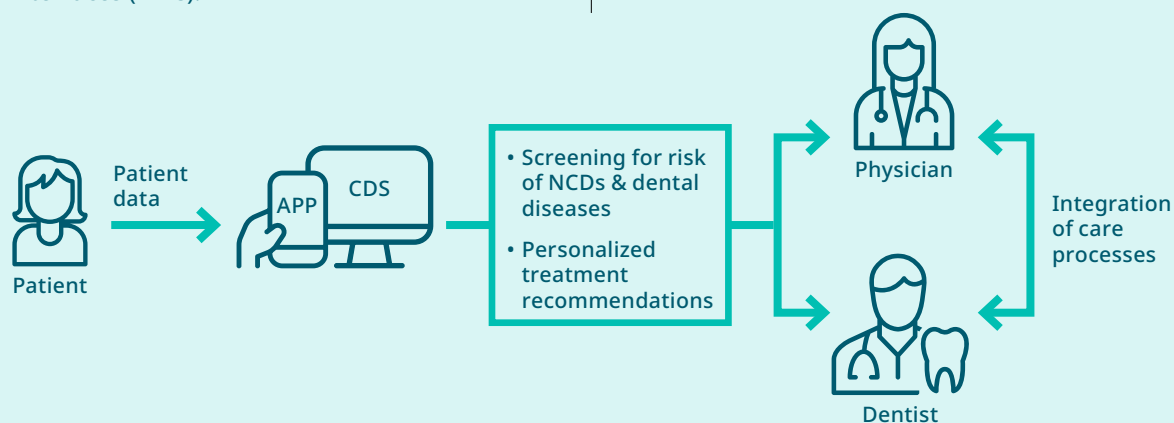 Patient
data
Patient
APP
CDS
• Screening for risk
of NCDs & dental
diseases
• Personalized
treatment
recommendations
Physician
Dentist
Integration
of care
processes